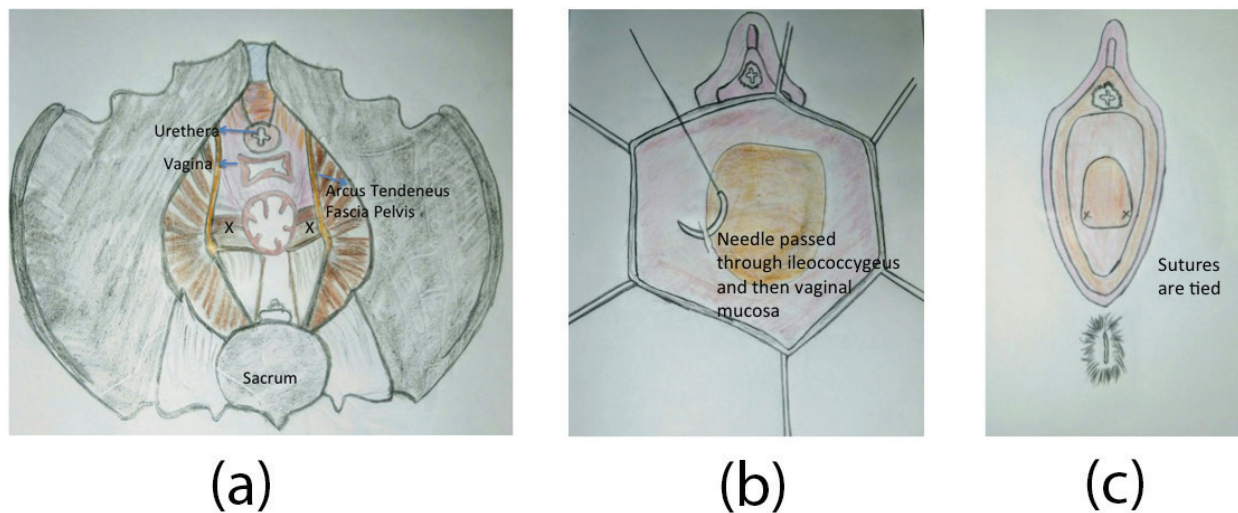 Urethera
Vagina
Arcus Tendeneus
Fascia Pelvis
X
X
Sacrum
Needle passed
through ileococcygeus
and then vaginal
mucosa
x
x
Sutures
are tied
(a)
(b)
(c)